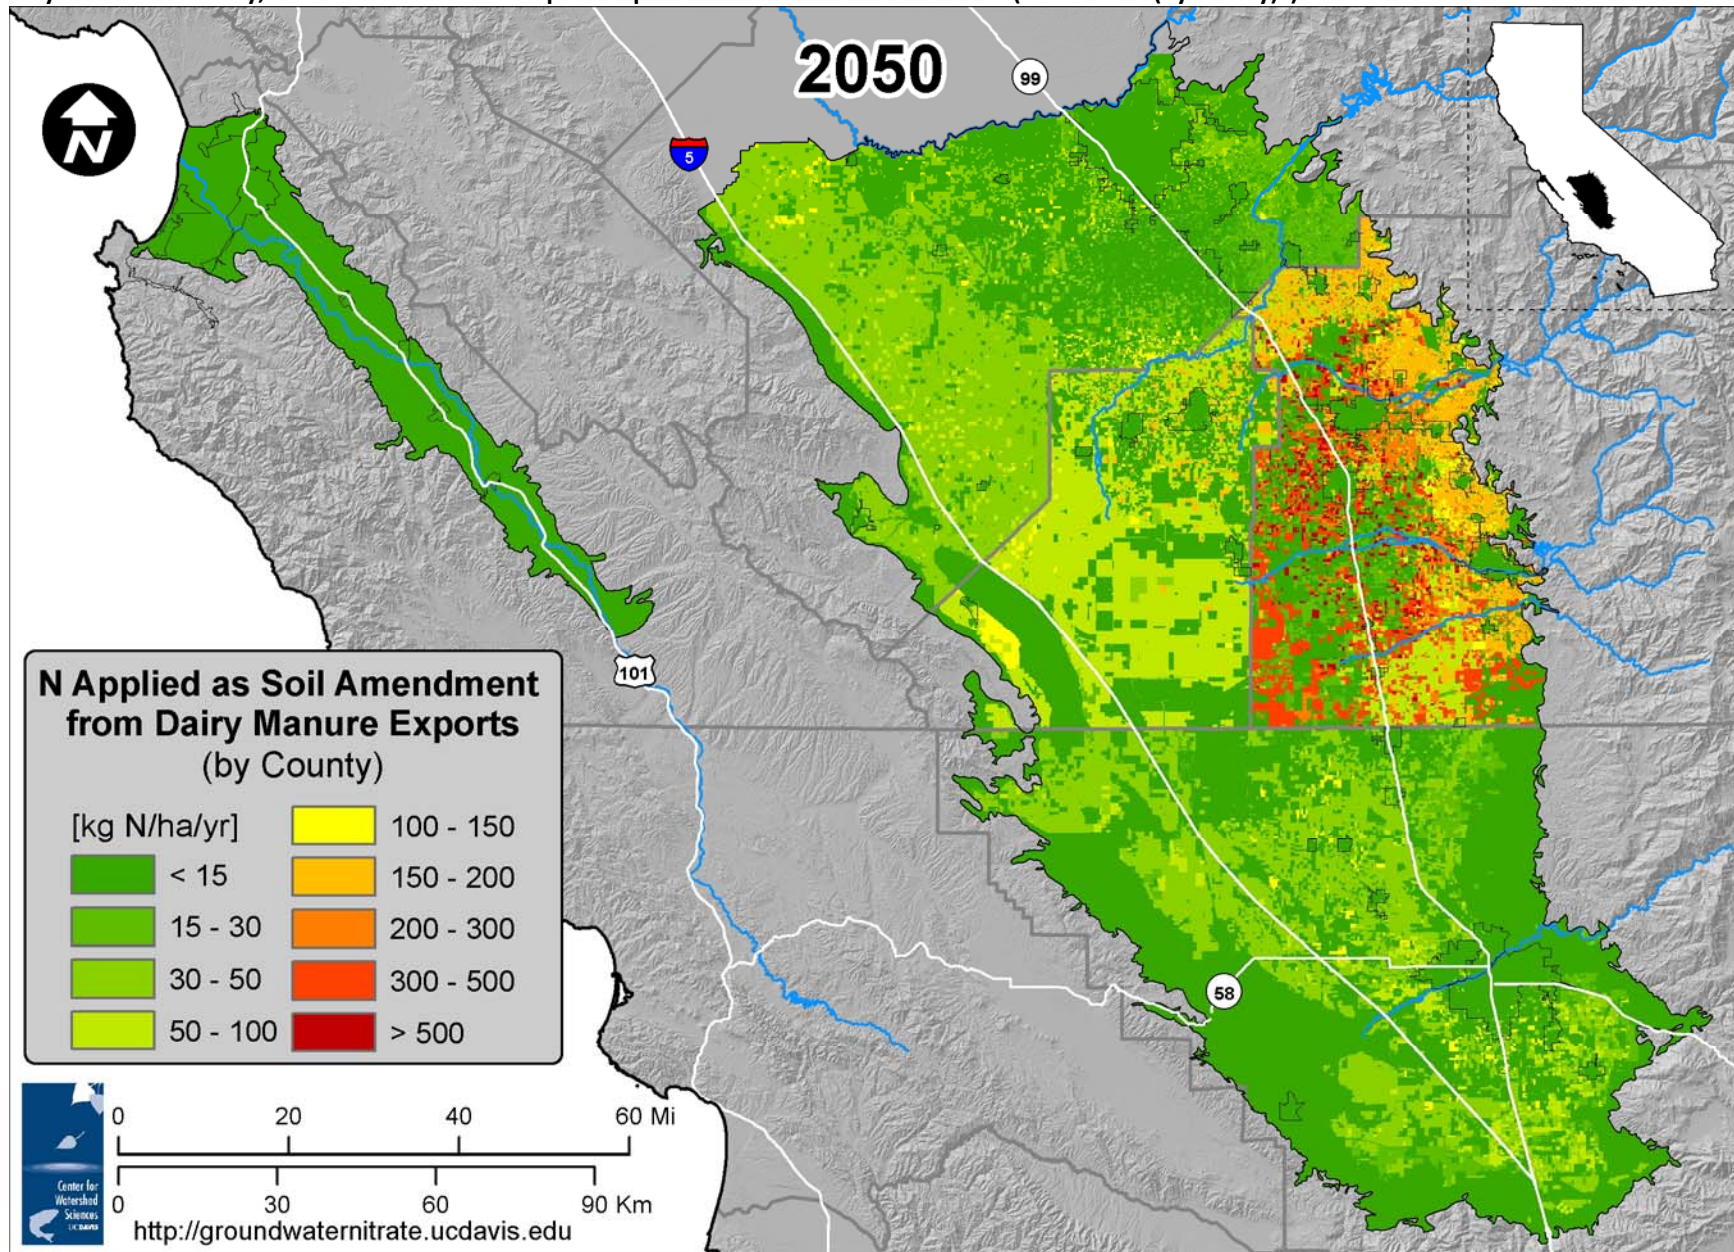 2050
99
N
5
101
N Applied as Soil Amendment
from Dairy Manure Exports
(by County)
[kg N/ha/yr]
< 15
15 - 30
30 - 50
50 - 100
100 - 150
150 - 200
200 - 300
300 - 500
> 500
58
0 20 40 60 Mi
0 30 60 90 Km
Center for
Watershed
Sciences
UC DAVIS
http://groundwaternitrate.ucdavis.edu